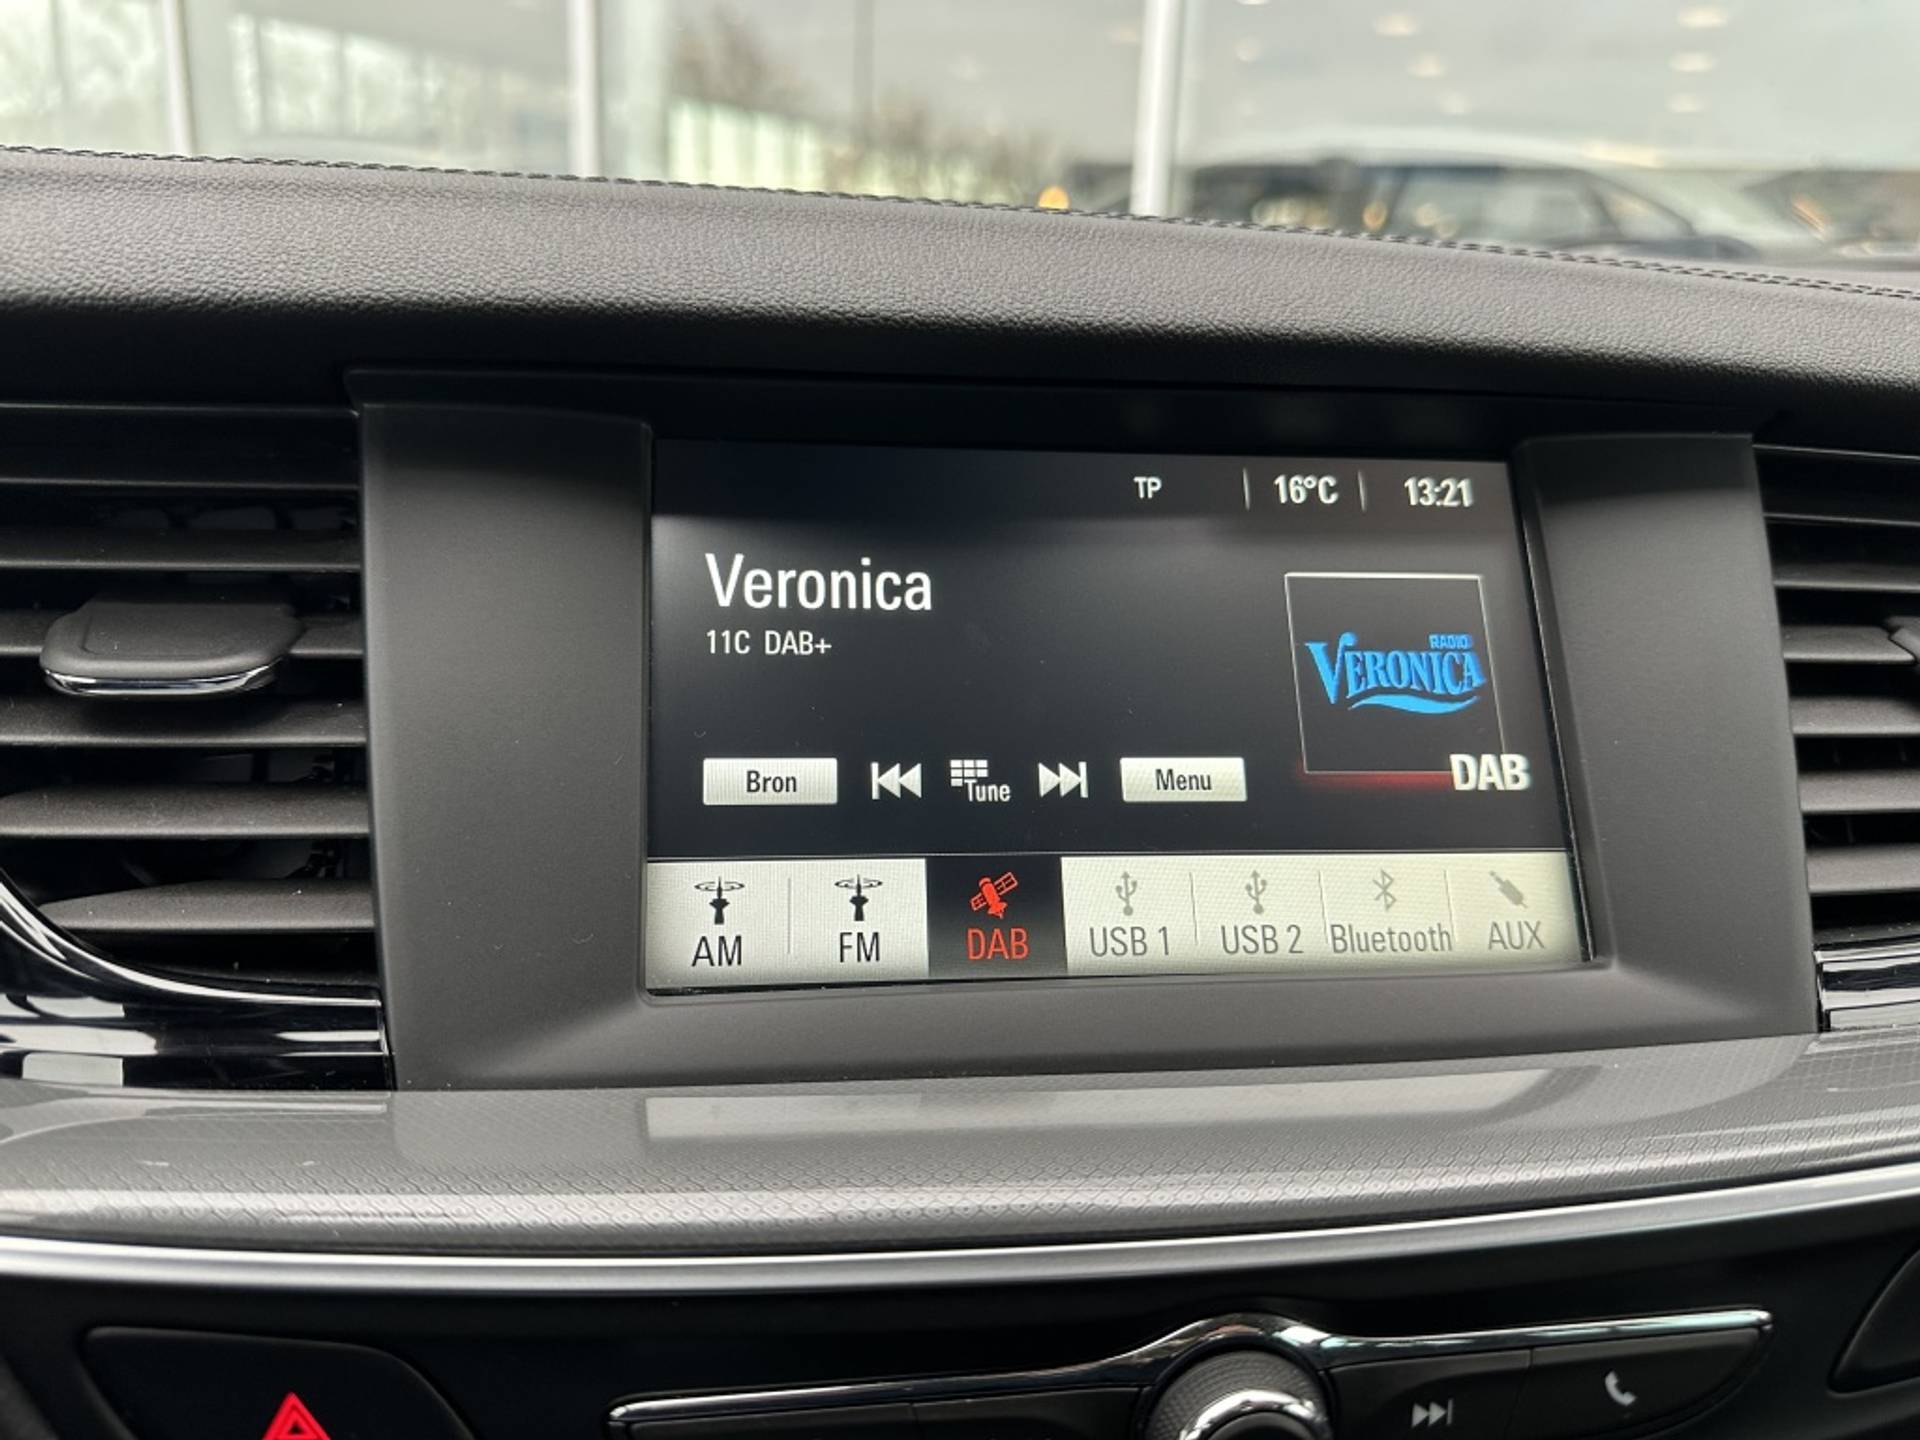 TP 16°C 13:21
Veronica
11C DAB+
RADIO
VERONICA
DAB
Bron Tune Menu
AM FM DAB USB 1 USB 2 Bluetooth AUX